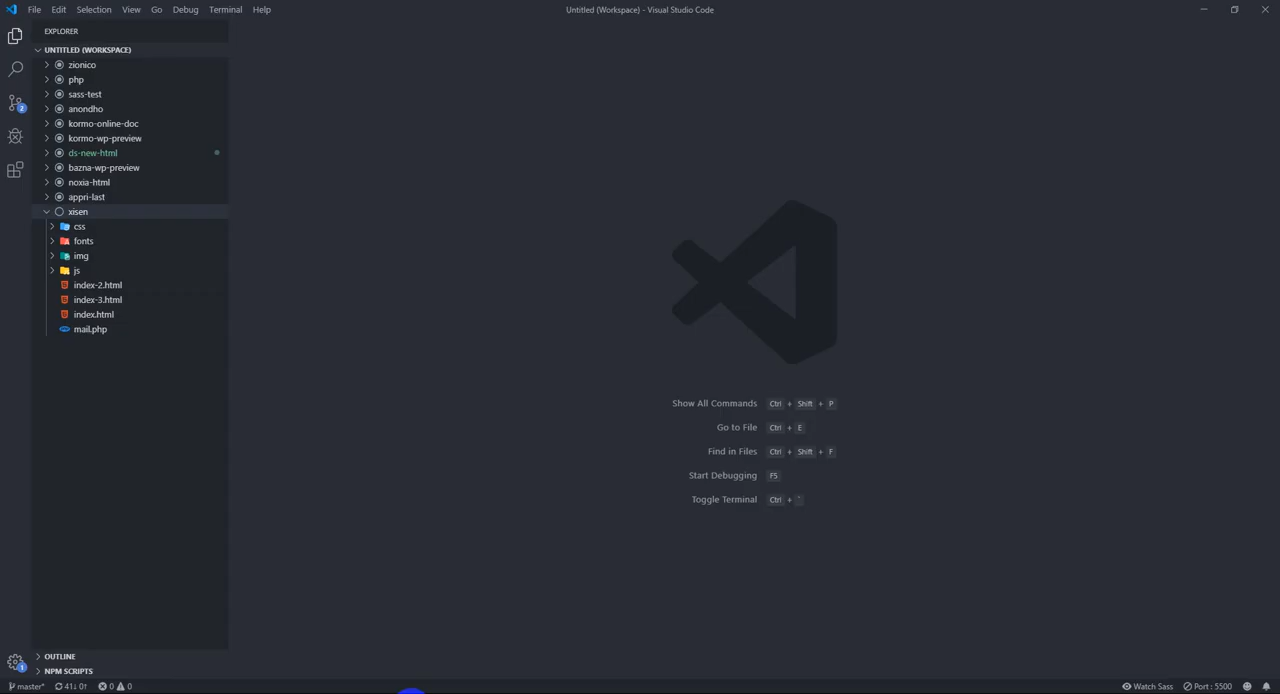 File Edit Selection View Go Debug Terminal Help
Untitled (Workspace) - Visual Studio Code
EXPLORER
UNTITLED (WORKSPACE)
zionico
php
sass-test
anondho
kormo-online-doc
kormo-wp-preview
ds-new-html
bazna-wp-preview
noxia-html
appri-last
xisen
css
fonts
img
js
index-2.html
index-3.html
index.html
mail.php
2
Show All Commands Ctrl + Shift + P
Go to File Ctrl + E
Find in Files Ctrl + Shift + F
Start Debugging F5
Toggle Terminal Ctrl + `
OUTLINE
NPM SCRIPTS
1
master* 41↓ 0↑ 0 0
Watch Sass Port : 5500